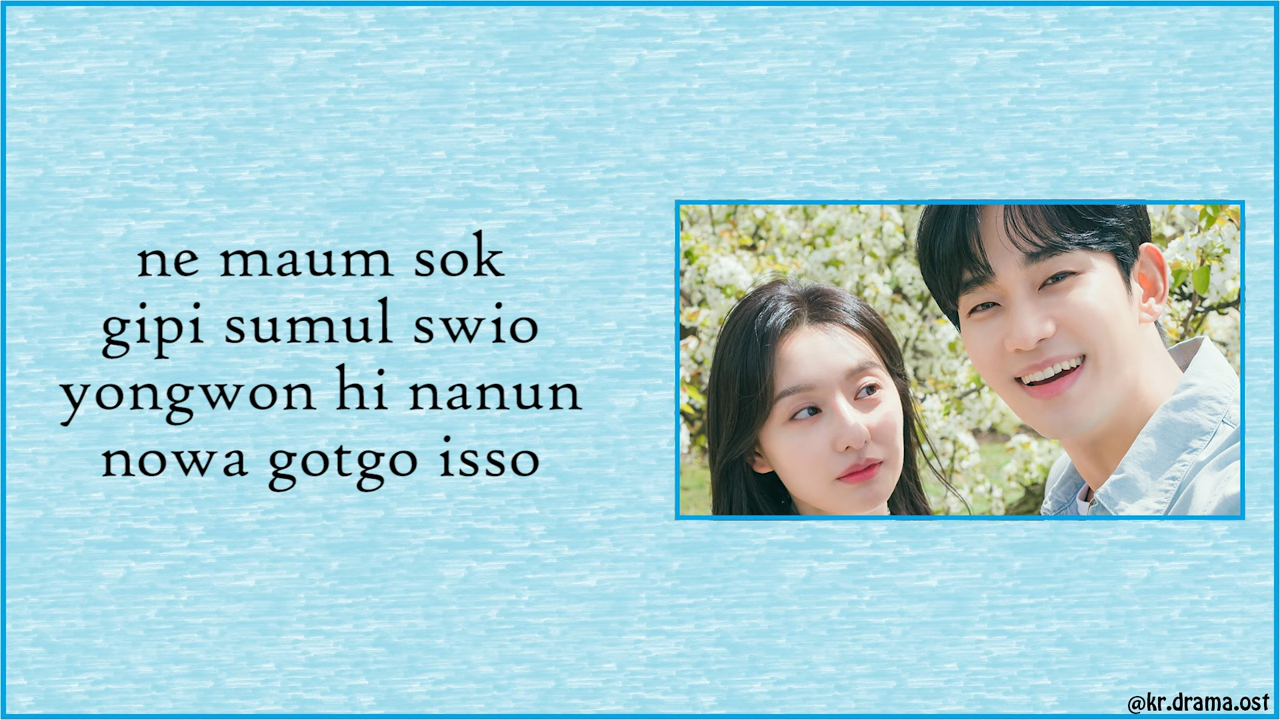 ne maum sok
gipi sumul swio
yongwon hi nanun
nowa gotgo isso
@kr.drama.ost